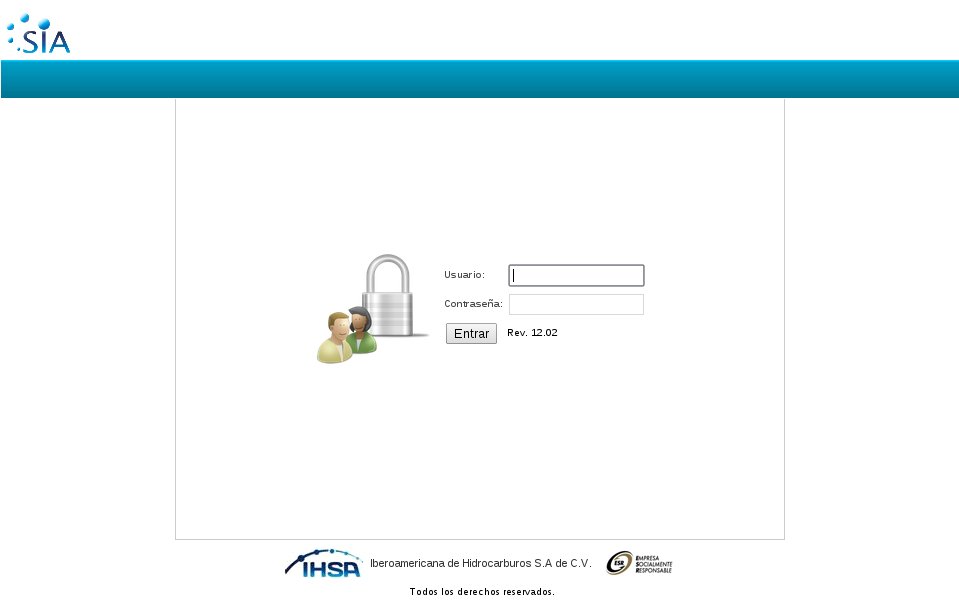 SIA
Usuario:
Contraseña:
Entrar
Rev. 12.02
IHSA
Iberoamericana de Hidrocarburos S.A de C.V.
ESR
EMPRESA
SOCIALMENTE
RESPONSABLE
Todos los derechos reservados.